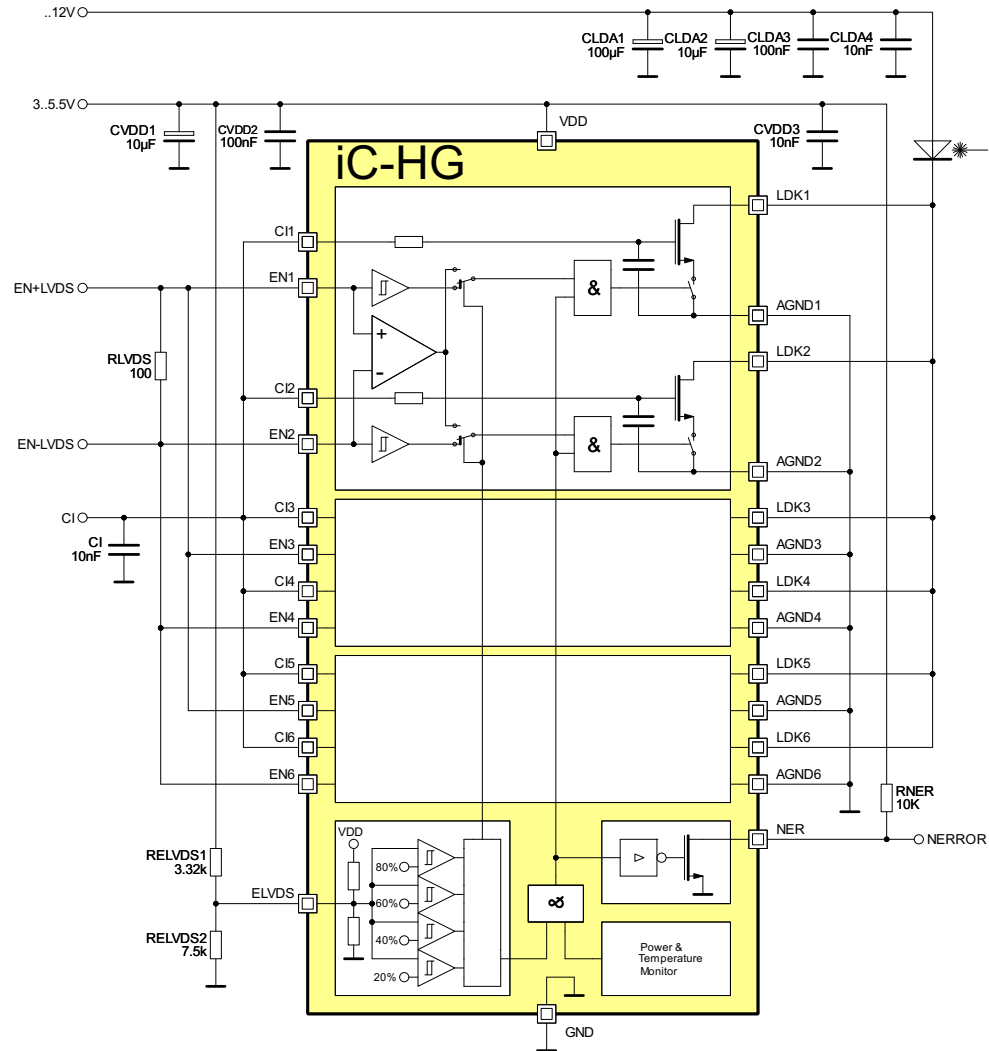 ..12V
CLDA1
100µF
CLDA2
10µF
CLDA3
100nF
CLDA4
10nF
3..5.5V
CVDD1
10µF
CVDD2
100nF
VDD
CVDD3
10nF
iC-HG
LDK1
CI1
EN1
EN+LVDS
&
+
AGND1
RLVDS
100
LDK2
-
CI2
EN-LVDS
EN2
&
AGND2
CI
CI3
LDK3
CI
10nF
EN3
AGND3
CI4
LDK4
EN4
AGND4
CI5
LDK5
EN5
AGND5
CI6
LDK6
EN6
AGND6
RNER
10K
VDD
NER
NERROR
RELVDS1
3.32k
80%
ELVDS
60%
&
RELVDS2
7.5k
40%
Power &
Temperature
Monitor
20%
GND